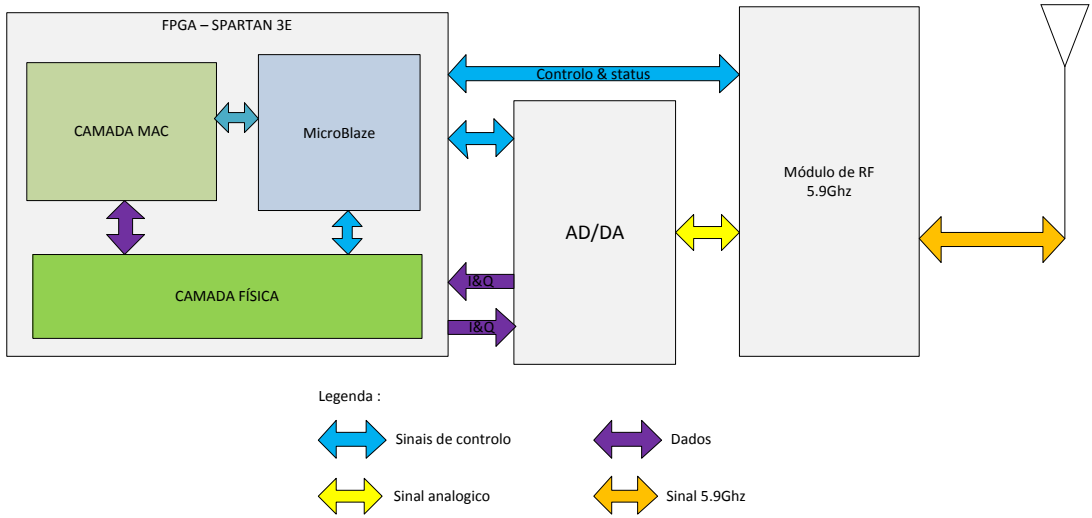 FPGA – SPARTAN 3E
CAMADA MAC
MicroBlaze
CAMADA FÍSICA
Controlo & status
AD/DA
I&Q
I&Q
Módulo de RF
5.9Ghz
Legenda :
Sinais de controlo
Dados
Sinal analogico
Sinal 5.9Ghz